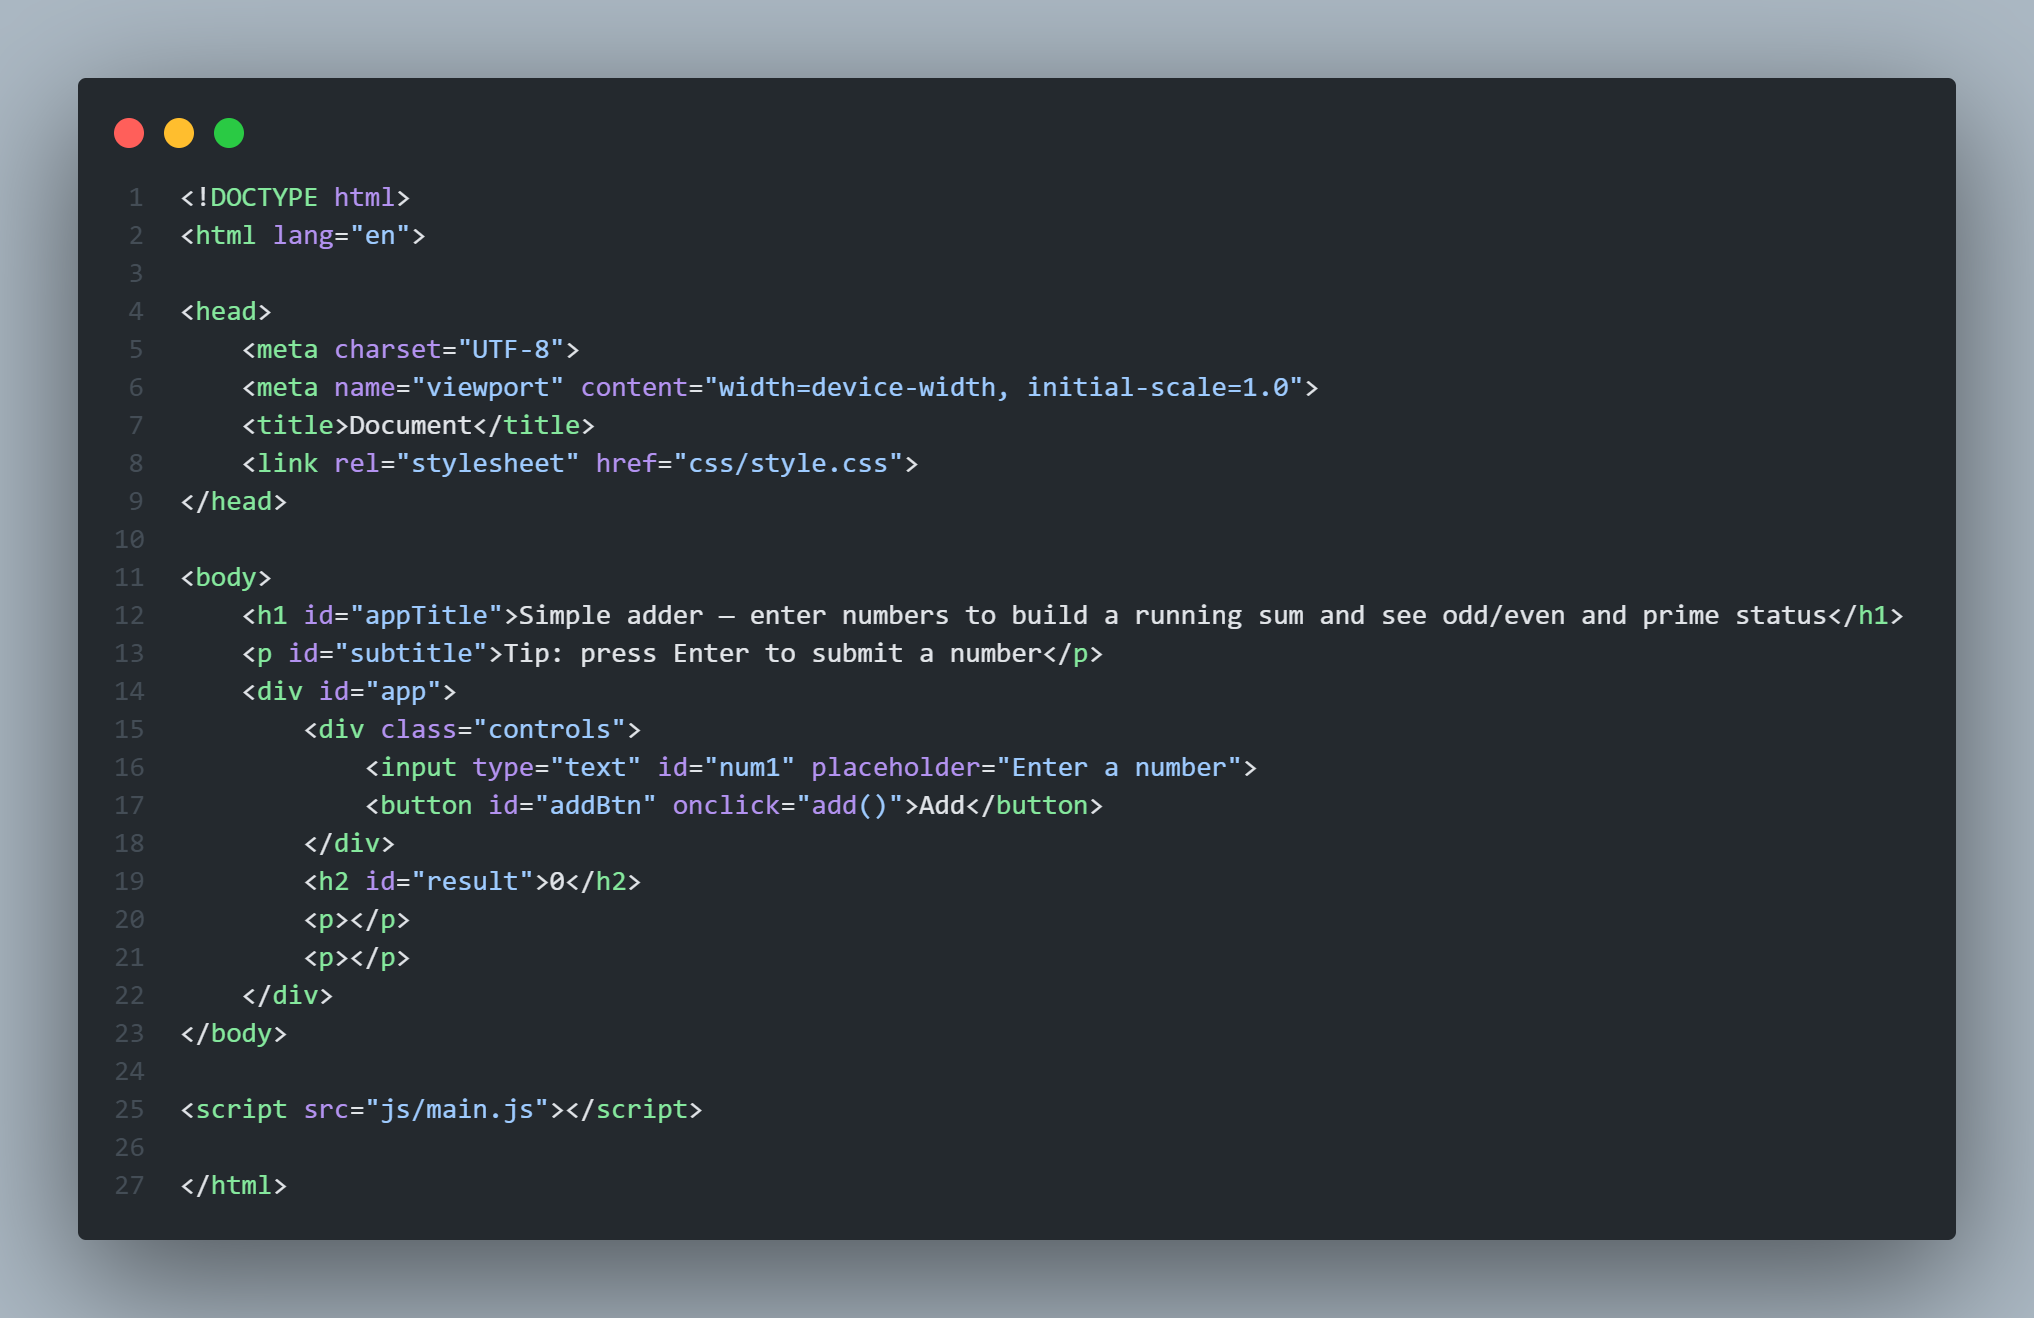 1 <!DOCTYPE html>
2 <html lang="en">
3
4 <head>
5     <meta charset="UTF-8">
6     <meta name="viewport" content="width=device-width, initial-scale=1.0">
7     <title>Document</title>
8     <link rel="stylesheet" href="css/style.css">
9 </head>
10
11 <body>
12     <h1 id="appTitle">Simple adder — enter numbers to build a running sum and see odd/even and prime status</h1>
13     <p id="subtitle">Tip: press Enter to submit a number</p>
14     <div id="app">
15         <div class="controls">
16             <input type="text" id="num1" placeholder="Enter a number">
17             <button id="addBtn" onclick="add()">Add</button>
18         </div>
19         <h2 id="result">0</h2>
20         <p></p>
21         <p></p>
22     </div>
23 </body>
24
25 <script src="js/main.js"></script>
26
27 </html>